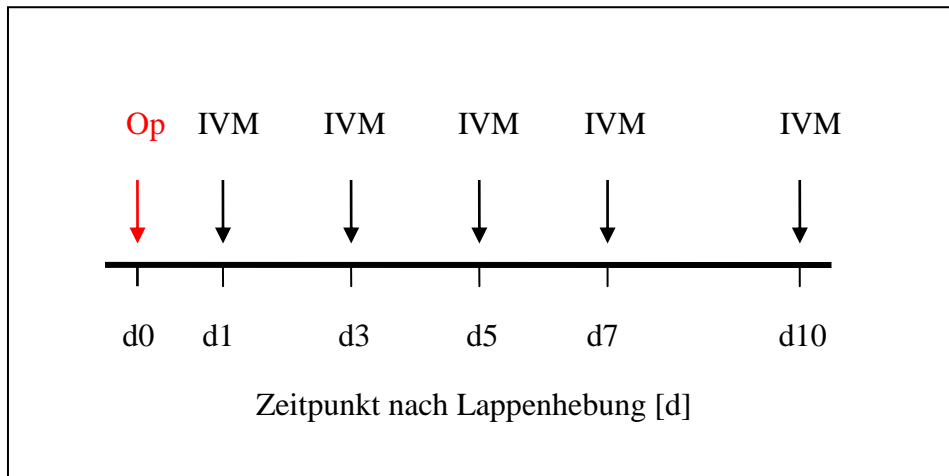 Op IVM IVM IVM IVM IVM
d0 d1 d3 d5 d7 d10
Zeitpunkt nach Lappenhebung [d]